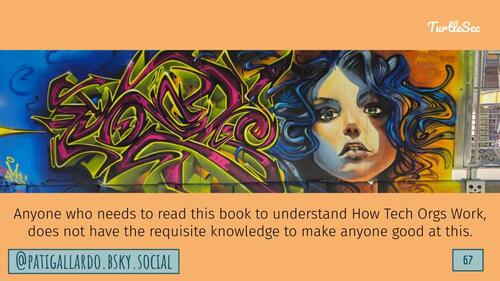 TurtleSec
Anyone who needs to read this book to understand How Tech Orgs Work,
does not have the requisite knowledge to make anyone good at this.
@patigallardo.bsky.social
67